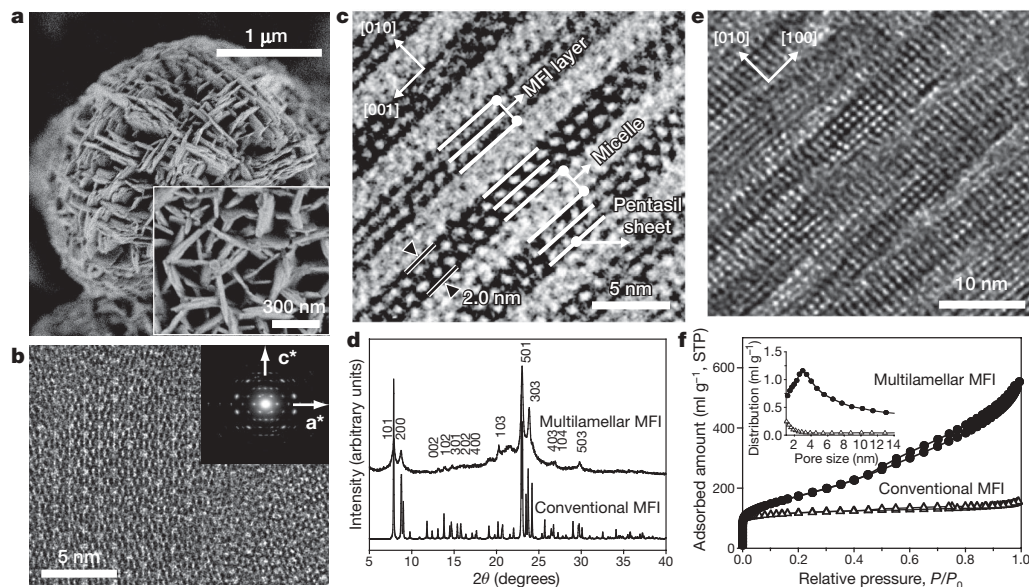 a
1 µm
300 nm
b
c*
a*
5 nm
c
[010]
[001]
MFI layer
Micelle
Pentasil
sheet
2.0 nm
5 nm
d
Intensity (arbitrary units)
Multilamellar MFI
Conventional MFI
101
200
002
102
301
202
400
103
501
303
403
104
503
5 10 15 20 25 30 35 40
2θ (degrees)
e
[010]
[100]
10 nm
f
Adsorbed amount (ml g⁻¹, STP)
600
400
200
0
Distribution (ml g⁻¹)
1.5
1.0
0.5
0
2 4 6 8 10 12 14
Pore size (nm)
Multilamellar MFI
Conventional MFI
0.0 0.2 0.4 0.6 0.8 1.0
Relative pressure, P/P₀